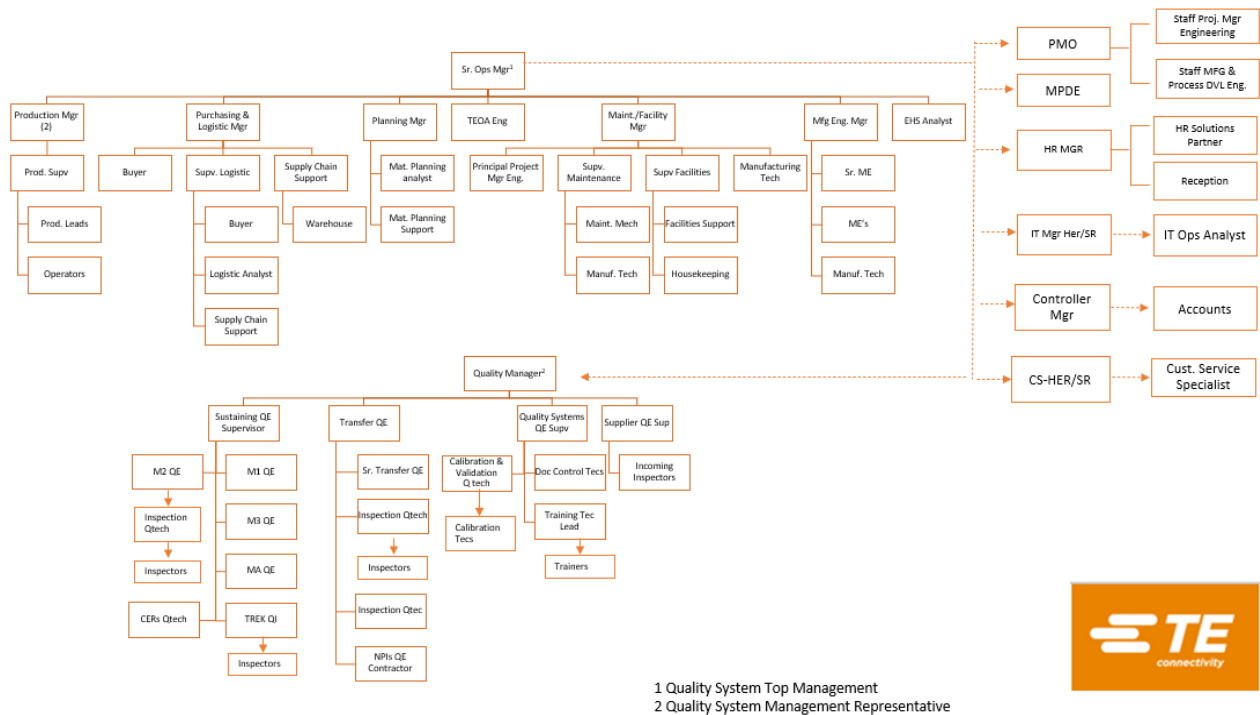 Sr. Ops Mgr1
Production Mgr
(2)
Purchasing &
Logistic Mgr
Planning Mgr
TEOA Eng
Maint./Facility
Mgr
Mfg Eng. Mgr
EHS Analyst
Prod. Supv
Buyer
Supv. Logistic
Supply Chain
Support
Mat. Planning
analyst
Principal Project
Mgr Eng.
Supv.
Maintenance
Supv Facilities
Manufacturing
Tech
Sr. ME
Prod. Leads
Buyer
Warehouse
Mat. Planning
Support
Maint. Mech
Facilities Support
ME's
Operators
Logistic Analyst
Manuf. Tech
Housekeeping
Manuf. Tech
Supply Chain
Support
PMO
Staff Proj. Mgr
Engineering
Staff MFG &
Process DVL Eng.
MPDE
HR MGR
HR Solutions
Partner
Reception
IT Mgr Her/SR
IT Ops Analyst
Controller
Mgr
Accounts
CS-HER/SR
Cust. Service
Specialist
Quality Manager2
Sustaining QE
Supervisor
Transfer QE
Quality Systems
QE Supv
Supplier QE Sup
M2 QE
M1 QE
Sr. Transfer QE
Calibration &
Validation
Q tech
Doc Control Tecs
Incoming
Inspectors
Inspection
Qtech
M3 QE
Inspection Qtech
Calibration
Tecs
Training Tec
Lead
Inspectors
MA QE
Inspectors
Trainers
CERs Qtech
TREK QI
Inspection Qtec
Inspectors
NPIs QE
Contractor
TE
connectivity
1 Quality System Top Management
2 Quality System Management Representative